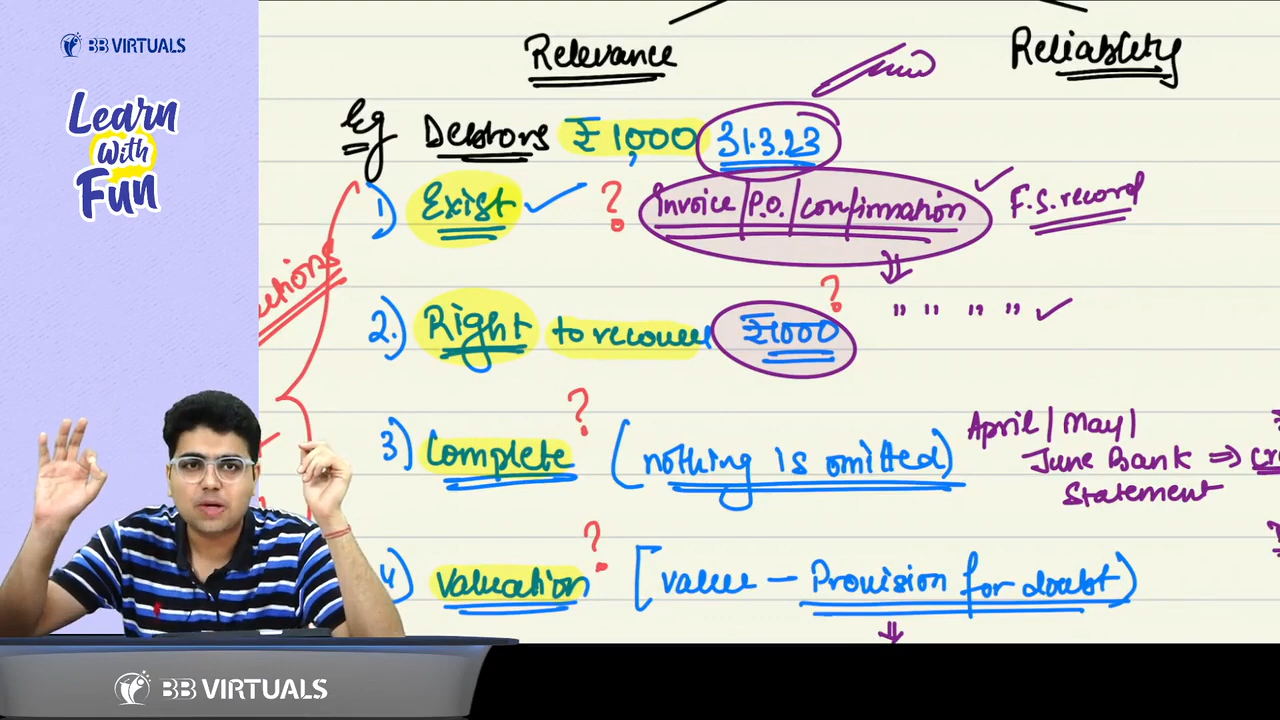 BB VIRTUALS
Learn
with
Fun
Relevance
Reliability
Eg Debtors ₹1,000 31.3.23
1) Exist ? Invoice | P.O. | confirmation F.S. record
2.) Right to recover ₹1000 ? " " " "
3) Complete ? (nothing is omitted) April | May |
June Bank ⇒
Statement
4) valuation ? [value – Provision for doubt)
BB VIRTUALS